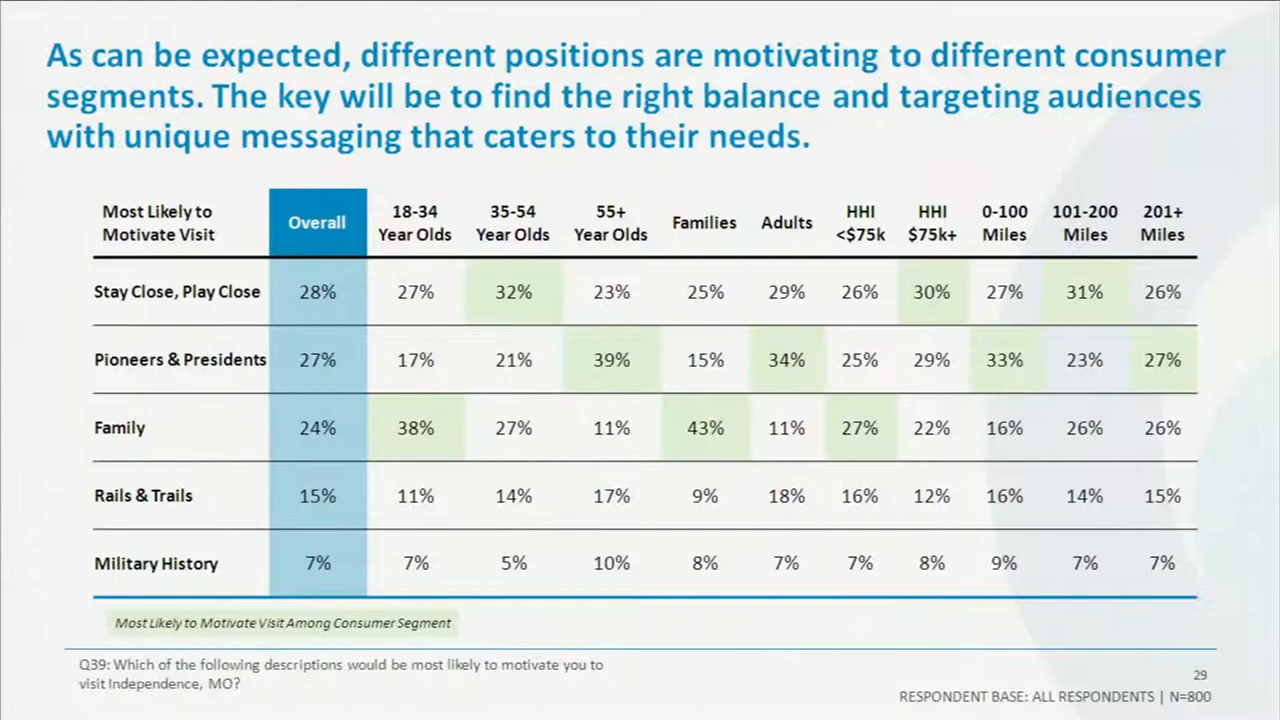 As can be expected, different positions are motivating to different consumer
segments. The key will be to find the right balance and targeting audiences
with unique messaging that caters to their needs.
Most Likely to Motivate Visit Overall 18-34 Year Olds 35-54 Year Olds 55+ Year Olds Families Adults HHI <$75k HHI $75k+ 0-100 Miles 101-200 Miles 201+ Miles
Stay Close, Play Close 28% 27% 32% 23% 25% 29% 26% 30% 27% 31% 26%
Pioneers & Presidents 27% 17% 21% 39% 15% 34% 25% 29% 33% 23% 27%
Family 24% 38% 27% 11% 43% 11% 27% 22% 16% 26% 26%
Rails & Trails 15% 11% 14% 17% 9% 18% 16% 12% 16% 14% 15%
Military History 7% 7% 5% 10% 8% 7% 7% 8% 9% 7% 7%
Most Likely to Motivate Visit Among Consumer Segment
Q39: Which of the following descriptions would be most likely to motivate you to
visit Independence, MO?
29
RESPONDENT BASE: ALL RESPONDENTS | N=800